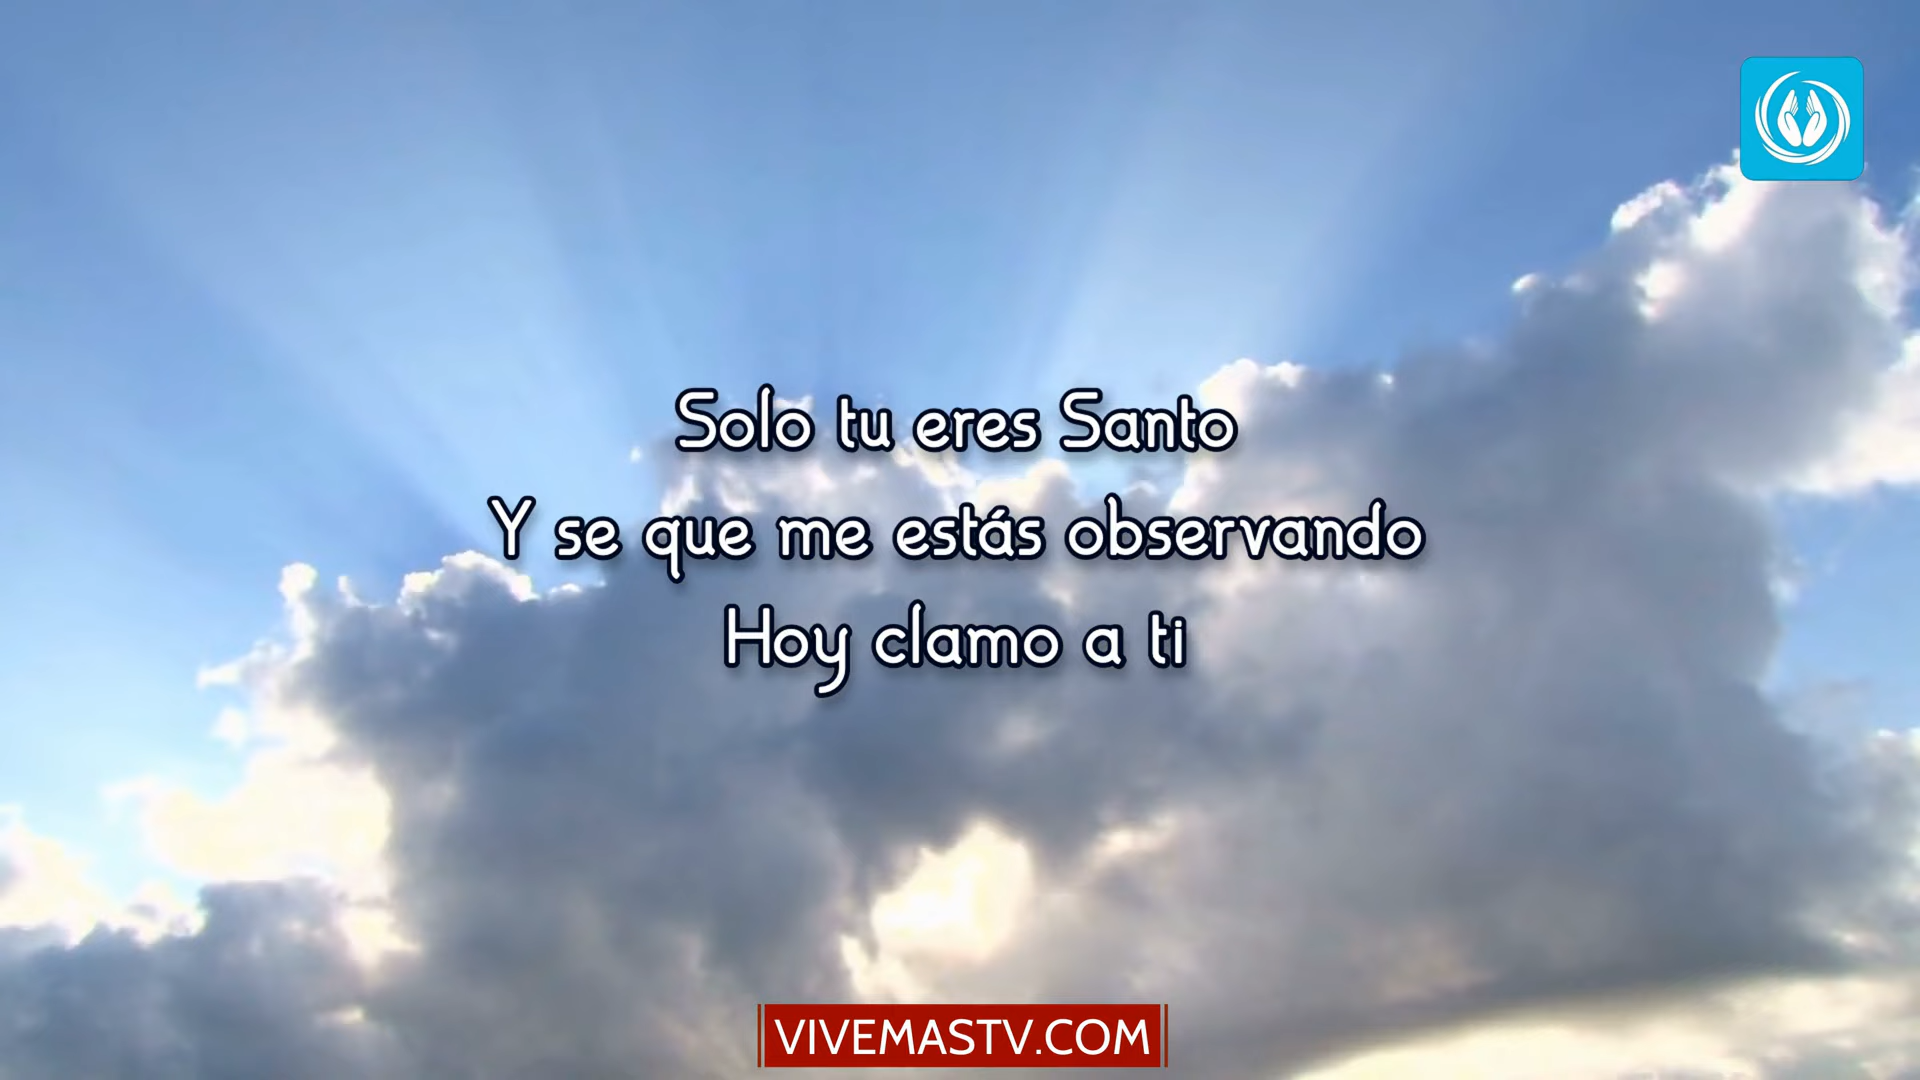 Solo tu eres Santo
Y se que me estás observando
Hoy clamo a ti
VIVEMASTV.COM